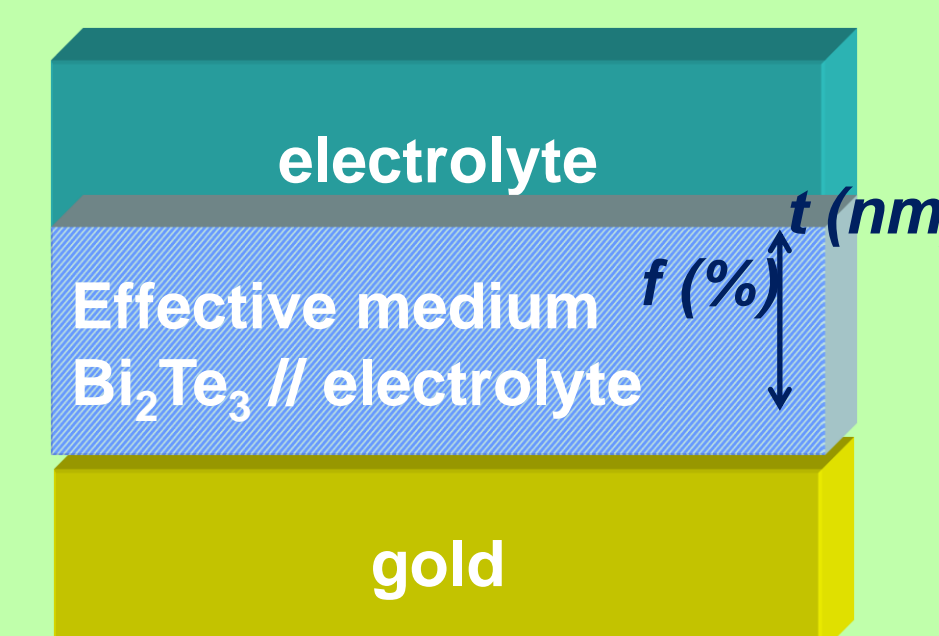 electrolyte
t (nm
f (%)
Effective medium
Bi₂Te₃ // electrolyte
gold